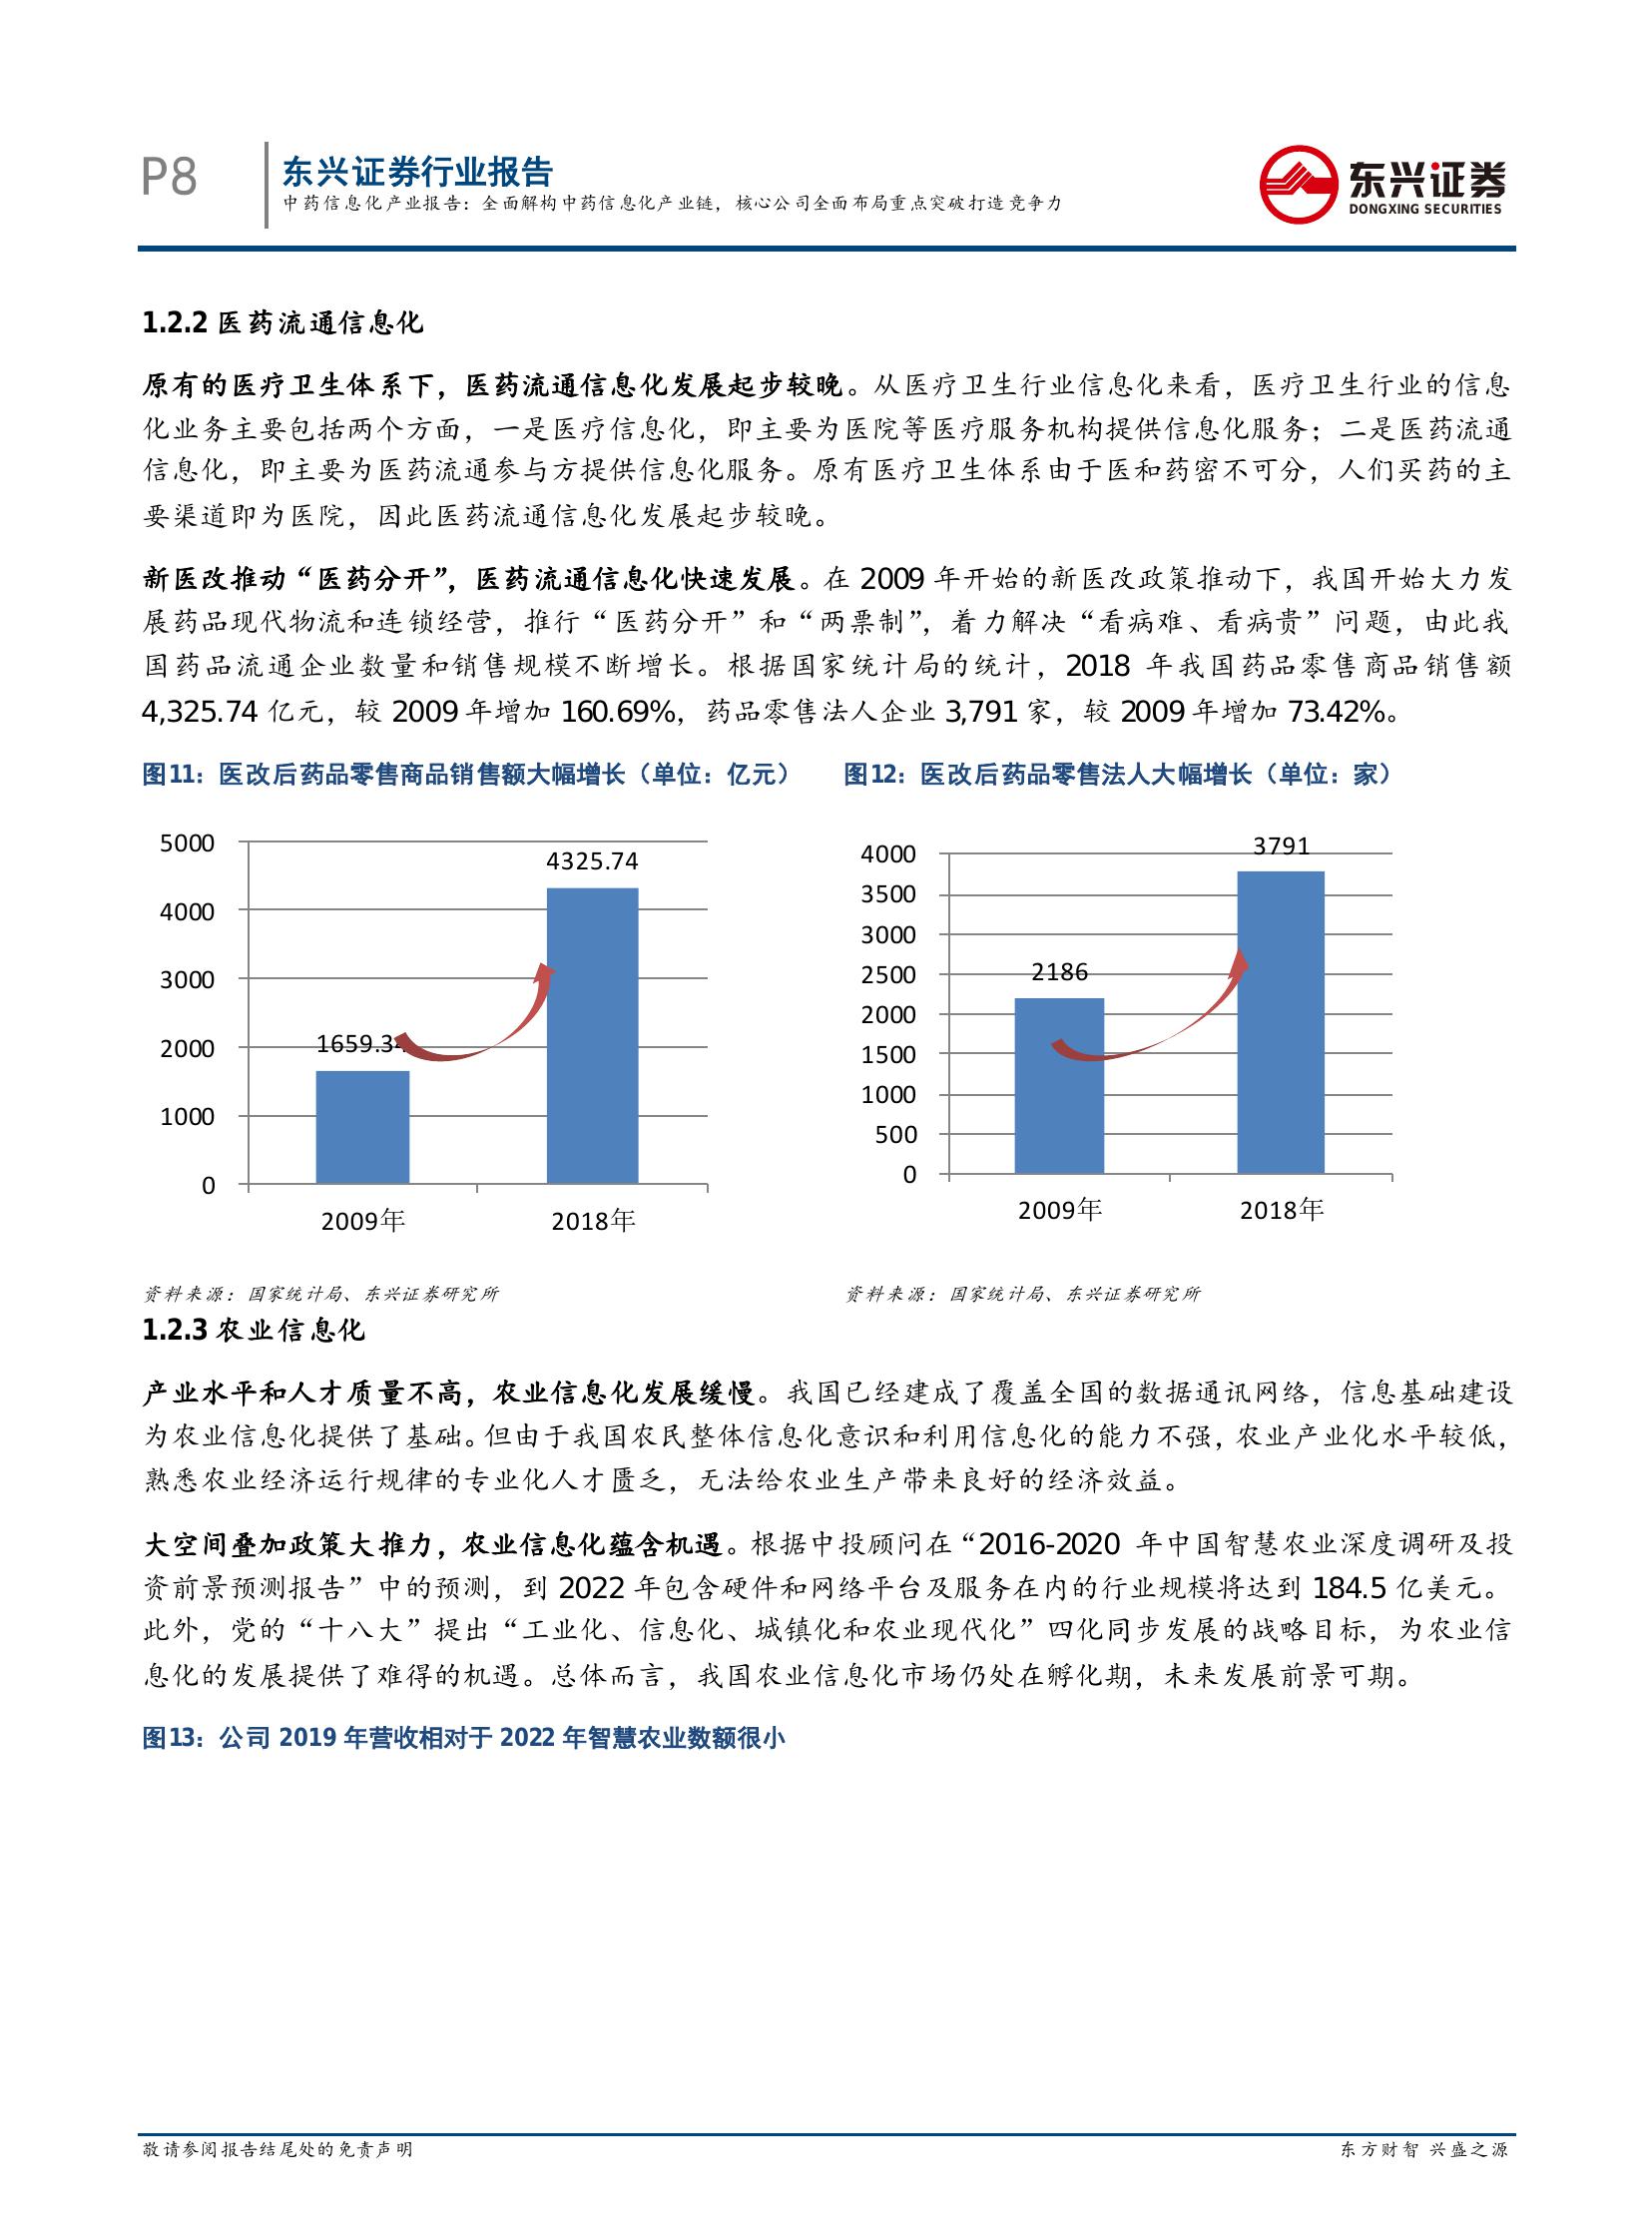 P8
东兴证券行业报告
中药信息化产业报告：全面解构中药信息化产业链，核心公司全面布局重点突破打造竞争力
东兴证券
DONGXING SECURITIES
1.2.2 医药流通信息化
原有的医疗卫生体系下，医药流通信息化发展起步较晚。从医疗卫生行业信息化来看，医疗卫生行业的信息
化业务主要包括两个方面，一是医疗信息化，即主要为医院等医疗服务机构提供信息化服务；二是医药流通
信息化，即主要为医药流通参与方提供信息化服务。原有医疗卫生体系由于医和药密不可分，人们买药的主
要渠道即为医院，因此医药流通信息化发展起步较晚。
新医改推动“医药分开”，医药流通信息化快速发展。在 2009 年开始的新医改政策推动下，我国开始大力发
展药品现代物流和连锁经营，推行“医药分开”和“两票制”，着力解决“看病难、看病贵”问题，由此我
国药品流通企业数量和销售规模不断增长。根据国家统计局的统计，2018 年我国药品零售商品销售额
4,325.74 亿元，较 2009 年增加 160.69%，药品零售法人企业 3,791 家，较 2009 年增加 73.42%。
图11：医改后药品零售商品销售额大幅增长（单位：亿元）
5000
4000
3000
2000
1000
0
1659.34
4325.74
2009年
2018年
资料来源：国家统计局、东兴证券研究所
图12：医改后药品零售法人大幅增长（单位：家）
4000
3500
3000
2500
2000
1500
1000
500
0
2186
3791
2009年
2018年
资料来源：国家统计局、东兴证券研究所
1.2.3 农业信息化
产业水平和人才质量不高，农业信息化发展缓慢。我国已经建成了覆盖全国的数据通讯网络，信息基础建设
为农业信息化提供了基础。但由于我国农民整体信息化意识和利用信息化的能力不强，农业产业化水平较低，
熟悉农业经济运行规律的专业化人才匮乏，无法给农业生产带来良好的经济效益。
大空间叠加政策大推力，农业信息化蕴含机遇。根据中投顾问在“2016-2020 年中国智慧农业深度调研及投
资前景预测报告”中的预测，到 2022 年包含硬件和网络平台及服务在内的行业规模将达到 184.5 亿美元。
此外，党的“十八大”提出“工业化、信息化、城镇化和农业现代化”四化同步发展的战略目标，为农业信
息化的发展提供了难得的机遇。总体而言，我国农业信息化市场仍处在孵化期，未来发展前景可期。
图13：公司 2019 年营收相对于 2022 年智慧农业数额很小
敬请参阅报告结尾处的免责声明
东方财智 兴盛之源